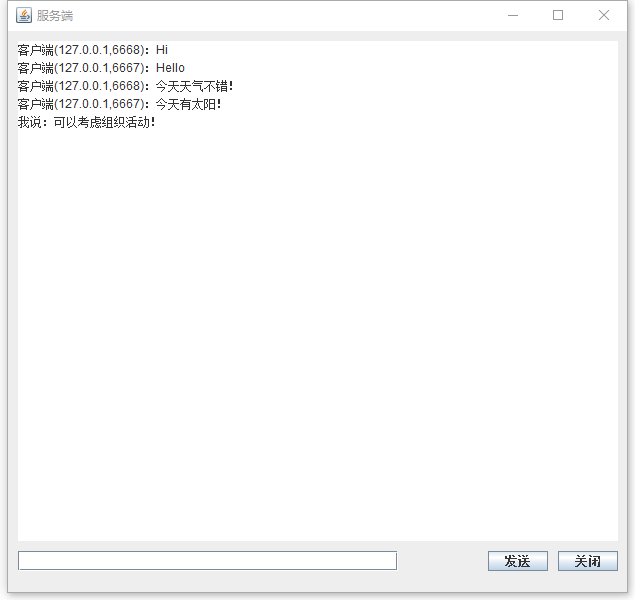 服务端
客户端(127.0.0.1,6668)：Hi
客户端(127.0.0.1,6667)：Hello
客户端(127.0.0.1,6668)：今天天气不错！
客户端(127.0.0.1,6667)：今天有太阳！
我说：可以考虑组织活动！
发送 关闭